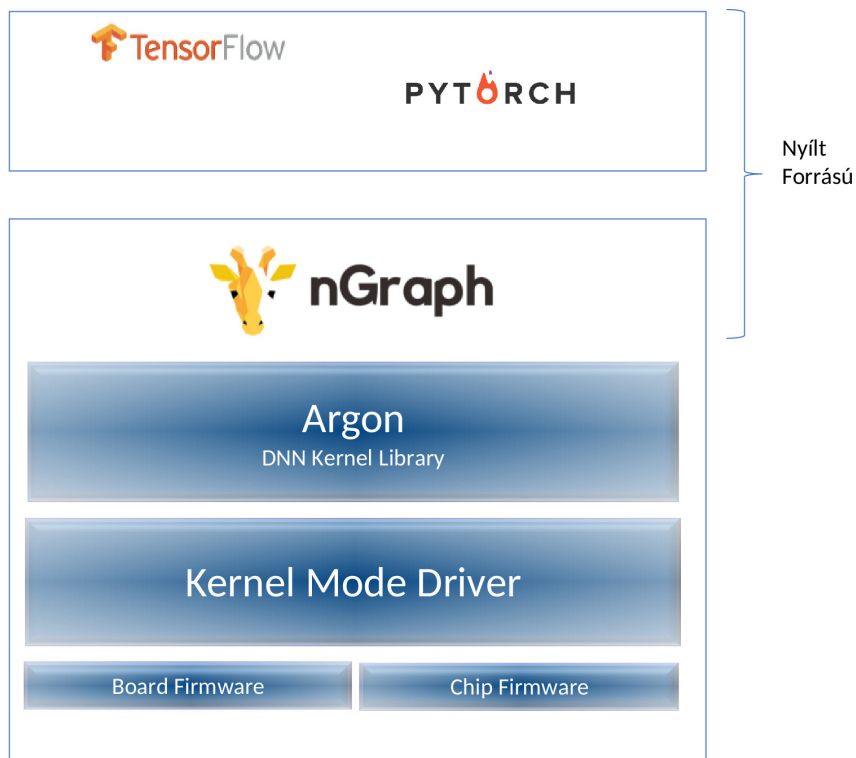 TensorFlow
PYTORCH
Nyílt
Forrású
nGraph
Argon
DNN Kernel Library
Kernel Mode Driver
Board Firmware
Chip Firmware